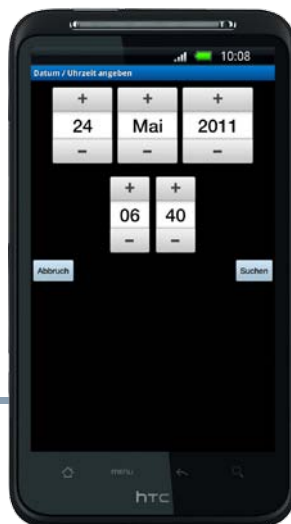 10:08
Datum / Uhrzeit angeben
+ + +
24 Mai 2011
- - -
+ +
06 40
- -
Abbruch Suchen
menu
htc